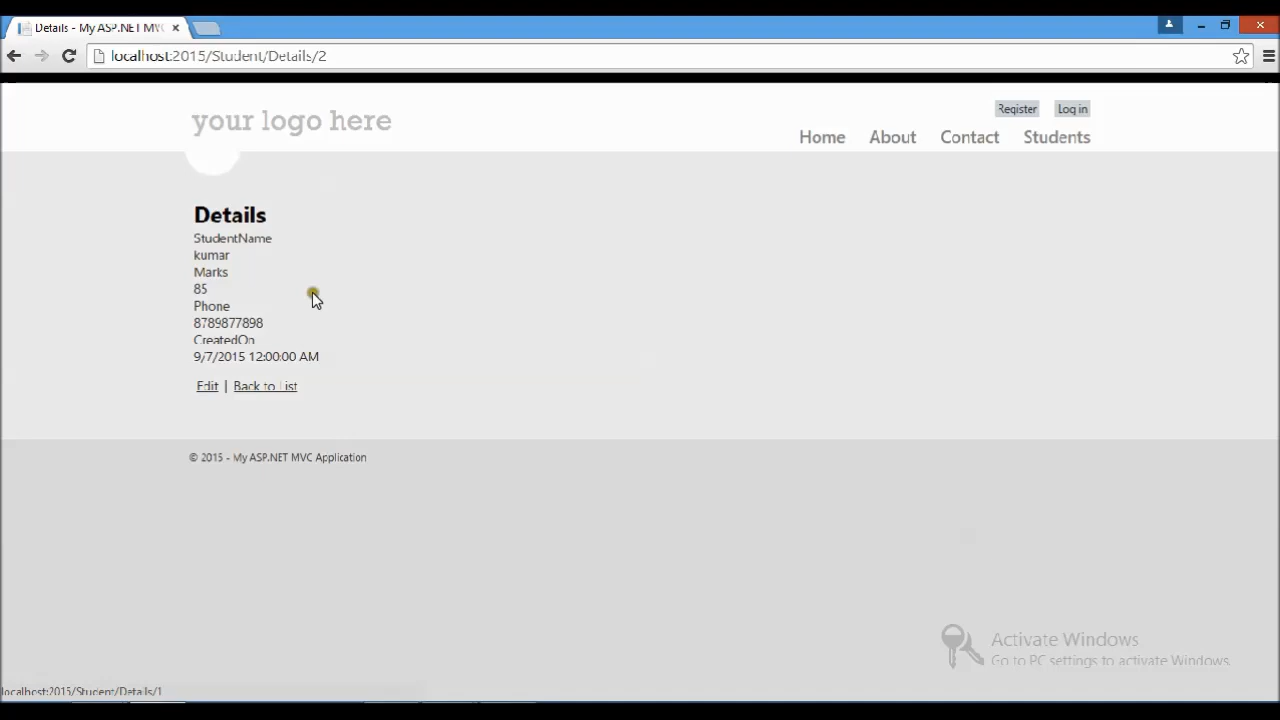 Details - My ASP.NET MVC
localhost:2015/Student/Details/2
your logo here
Register Log in
Home About Contact Students
Details
StudentName
kumar
Marks
85
Phone
8789877898
CreatedOn
9/7/2015 12:00:00 AM
Edit | Back to List
© 2015 - My ASP.NET MVC Application
Activate Windows
Go to PC settings to activate Windows.
localhost:2015/Student/Details/1